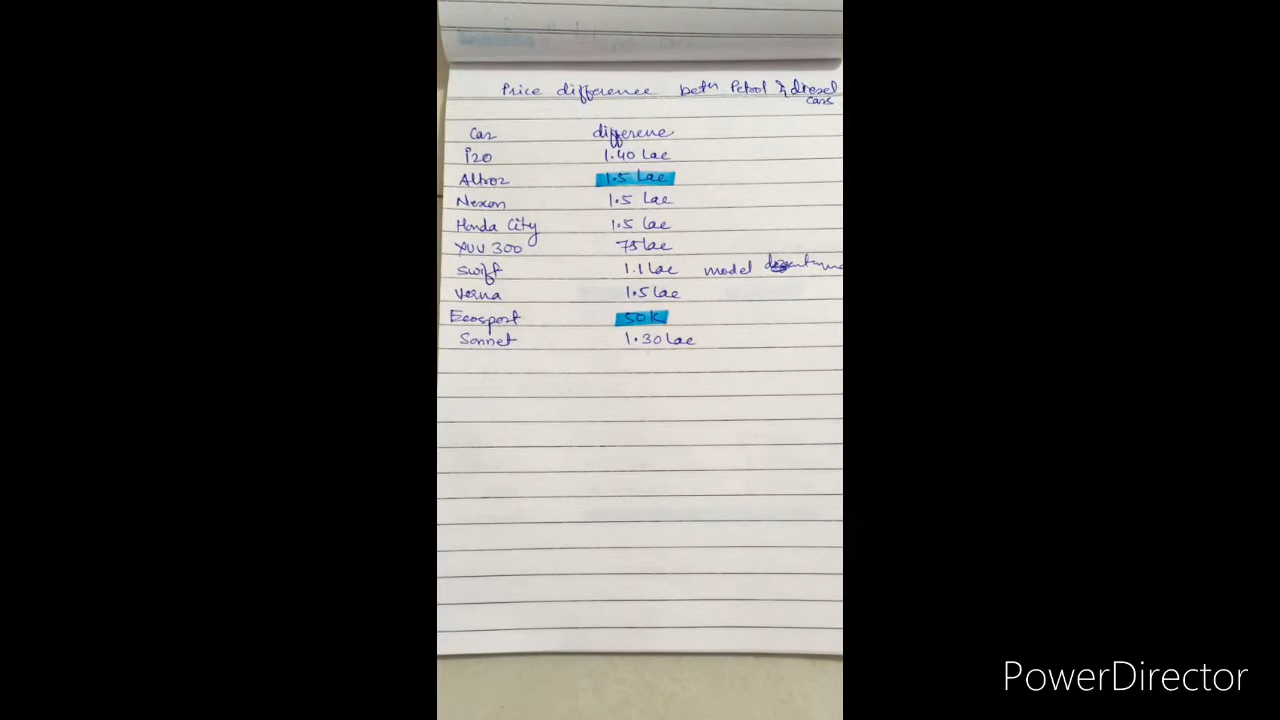 Price difference betn Petrol & diesel
cars
Car difference
i20 1.40 Lac
Altroz 1.5 Lac
Nexon 1.5 Lac
Honda City 1.5 Lac
XUV 300 75 lac
Swift 1.1 Lac model
Verna 1.5 Lac
Ecosport 50K
Sonnet 1.30 Lac
PowerDirector